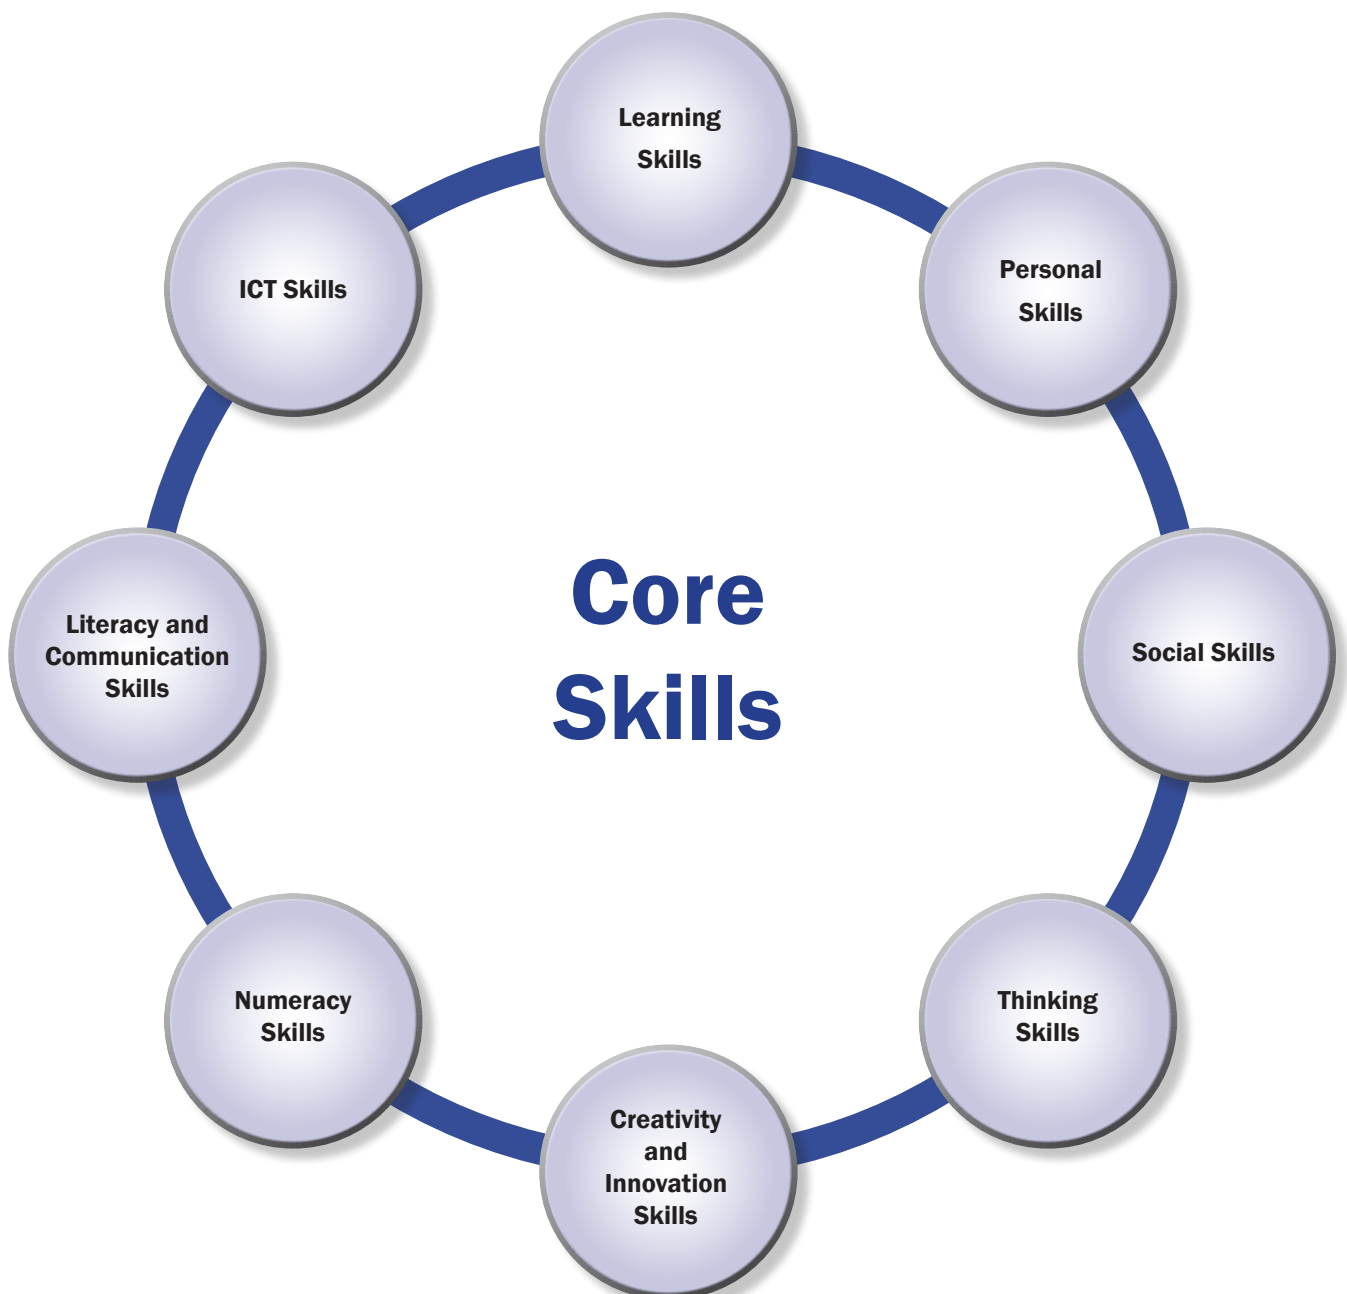 Learning
Skills
Personal
Skills
Social Skills
Thinking
Skills
Creativity
and
Innovation
Skills
Numeracy
Skills
Literacy and
Communication
Skills
ICT Skills
Core
Skills